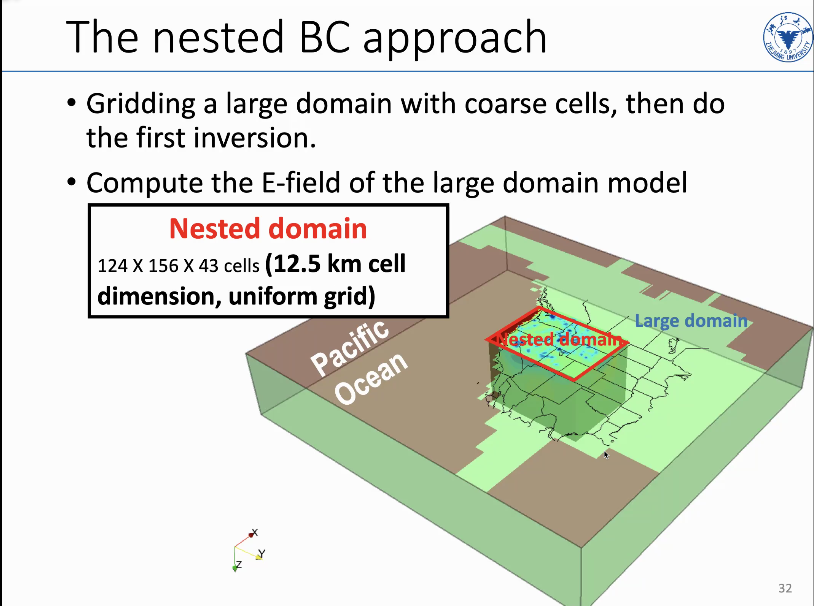 The nested BC approach
• Gridding a large domain with coarse cells, then do
the first inversion.
• Compute the E-field of the large domain model
Nested domain
124 X 156 X 43 cells (12.5 km cell
dimension, uniform grid)
Large domain
Nested domain
Pacific
Ocean
X
Y
Z
32